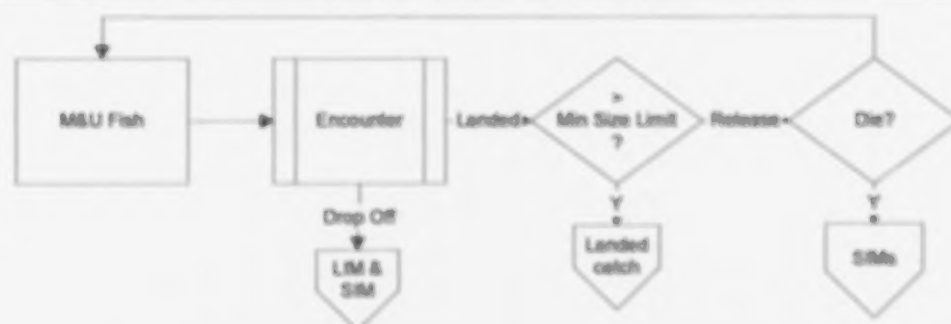 M&U Fish
Encounter
Landed
>
Min Size Limit
?
Release
Die?
Drop Off
Y
Y
LIM &
SIM
Landed
catch
SIMs